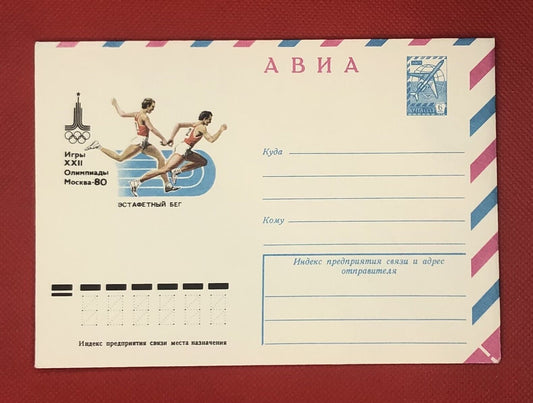 АВИА
Игры
XXII
Олимпиады
Москва-80
ЭСТАФЕТНЫЙ БЕГ
Куда
Кому
Индекс предприятия связи и адрес
отправителя
Индекс предприятия связи места назначения